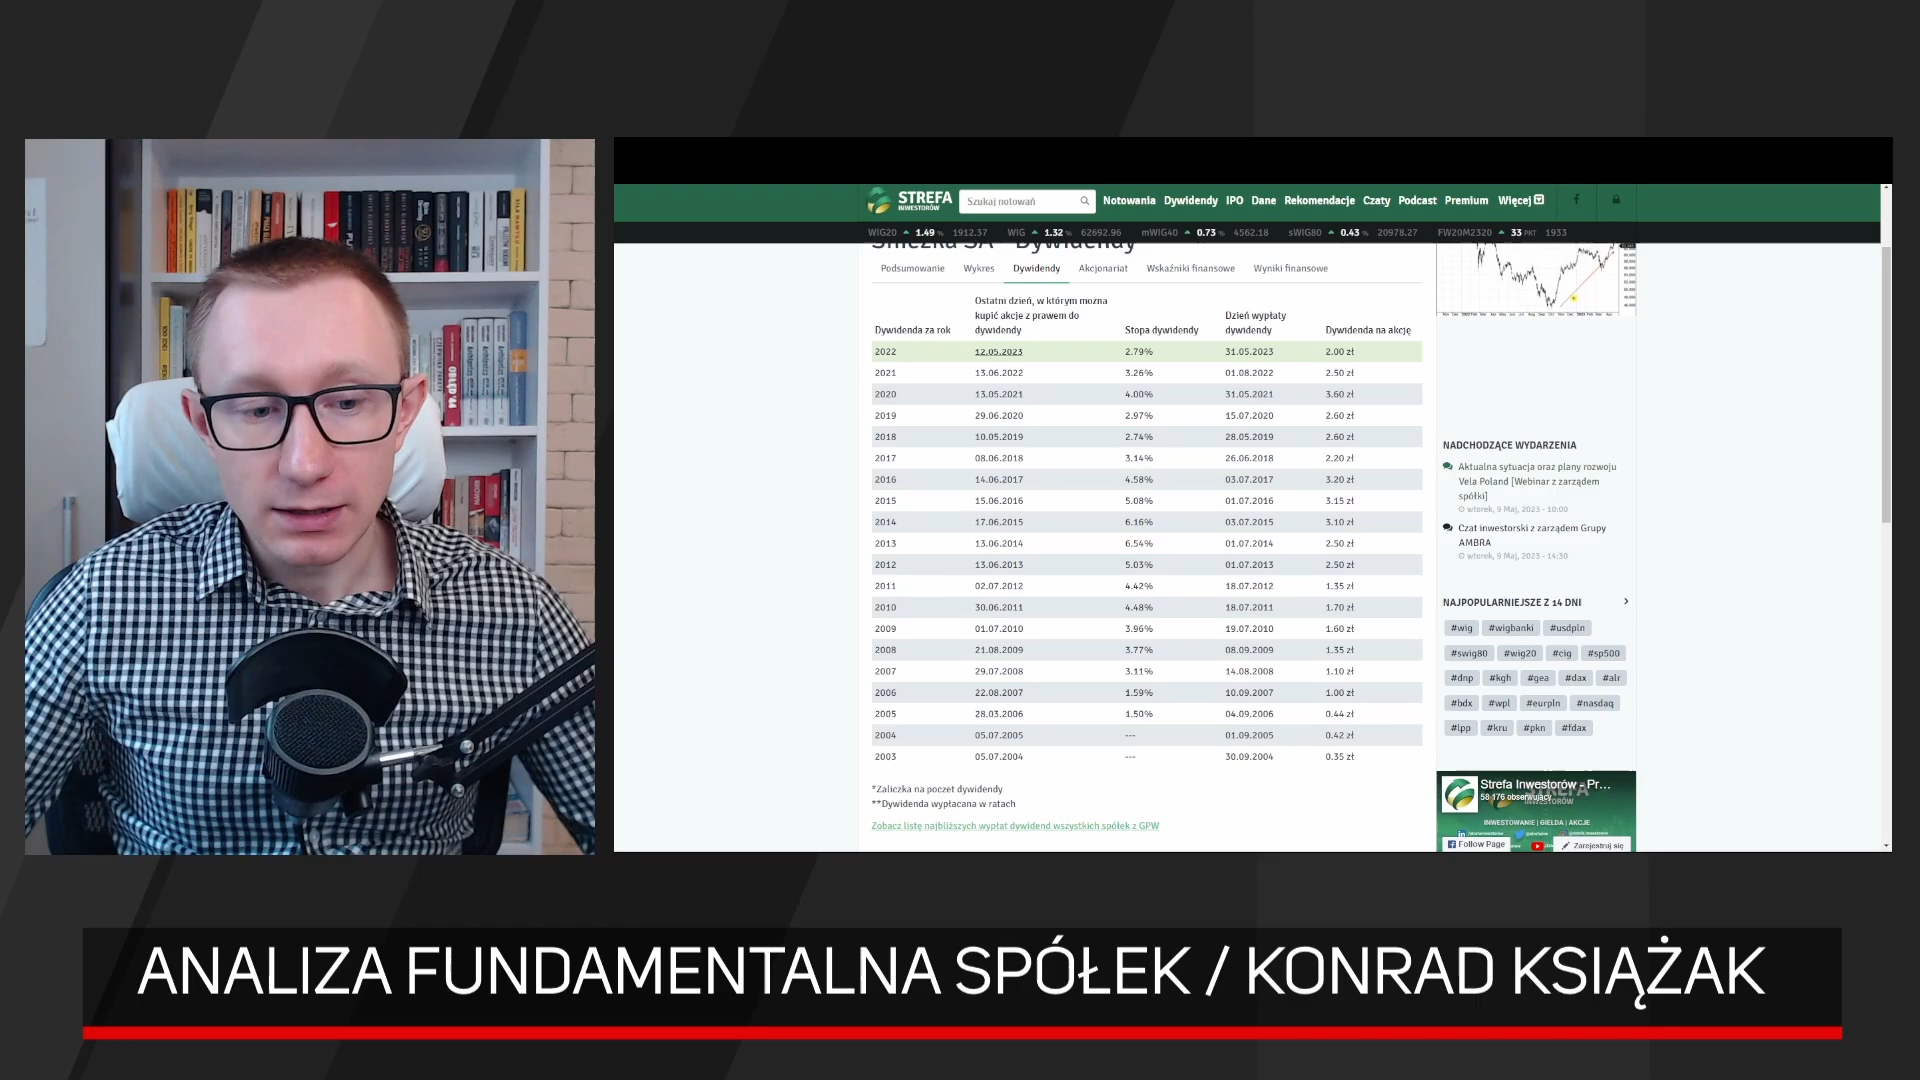 STREFA
INWESTORÓW
Szukaj notowań
Notowania Dywidendy IPO Dane Rekomendacje Czaty Podcast Premium Więcej
WIG20 1.49 % 1912.37 WIG 1.32 % 62692.96 mWIG40 0.73 % 4562.18 sWIG80 0.43 % 20978.27 FW20M2320 33 PKT 1933
Śnieżka SA - Dywidendy
Podsumowanie Wykres Dywidendy Akcjonariat Wskaźniki finansowe Wyniki finansowe
Dywidenda za rok
Ostatni dzień, w którym można
kupić akcje z prawem do
dywidendy
Stopa dywidendy
Dzień wypłaty
dywidendy
Dywidenda na akcję
2022 12.05.2023 2.79% 31.05.2023 2.00 zł
2021 13.06.2022 3.26% 01.08.2022 2.50 zł
2020 13.05.2021 4.00% 31.05.2021 3.60 zł
2019 29.06.2020 2.97% 15.07.2020 2.60 zł
2018 10.05.2019 2.74% 28.05.2019 2.60 zł
2017 08.06.2018 3.14% 26.06.2018 2.20 zł
2016 14.06.2017 4.58% 03.07.2017 3.20 zł
2015 15.06.2016 5.08% 01.07.2016 3.15 zł
2014 17.06.2015 6.16% 03.07.2015 3.10 zł
2013 13.06.2014 6.54% 01.07.2014 2.50 zł
2012 13.06.2013 5.03% 01.07.2013 2.50 zł
2011 02.07.2012 4.42% 18.07.2012 1.35 zł
2010 30.06.2011 4.48% 18.07.2011 1.70 zł
2009 01.07.2010 3.96% 19.07.2010 1.60 zł
2008 21.08.2009 3.77% 08.09.2009 1.35 zł
2007 29.07.2008 3.11% 14.08.2008 1.10 zł
2006 22.08.2007 1.59% 10.09.2007 1.00 zł
2005 28.03.2006 1.50% 04.09.2006 0.44 zł
2004 05.07.2005 --- 01.09.2005 0.42 zł
2003 05.07.2004 --- 30.09.2004 0.35 zł
*Zaliczka na poczet dywidendy
**Dywidenda wypłacana w ratach
Zobacz listę najbliższych wypłat dywidend wszystkich spółek z GPW
NADCHODZĄCE WYDARZENIA
Aktualna sytuacja oraz plany rozwoju
Vela Poland [Webinar z zarządem
spółki]
wtorek, 9 Maj, 2023 - 10:00
Czat inwestorski z zarządem Grupy
AMBRA
wtorek, 9 Maj, 2023 - 14:30
NAJPOPULARNIEJSZE Z 14 DNI
#wig #wigbanki #usdpln
#swig80 #wig20 #cig #sp500
#dnp #kgh #gea #dax #alr
#bdx #wpl #eurpln #nasdaq
#lpp #kru #pkn #fdax
Strefa Inwestorów - Pr...
58 176 obserwujący
INWESTOWANIE | GIEŁDA | AKCJE
Follow Page
Zarejestruj się
OBŁĘD'44
ANALIZA FUNDAMENTALNA SPÓŁEK / KONRAD KSIĄŻAK